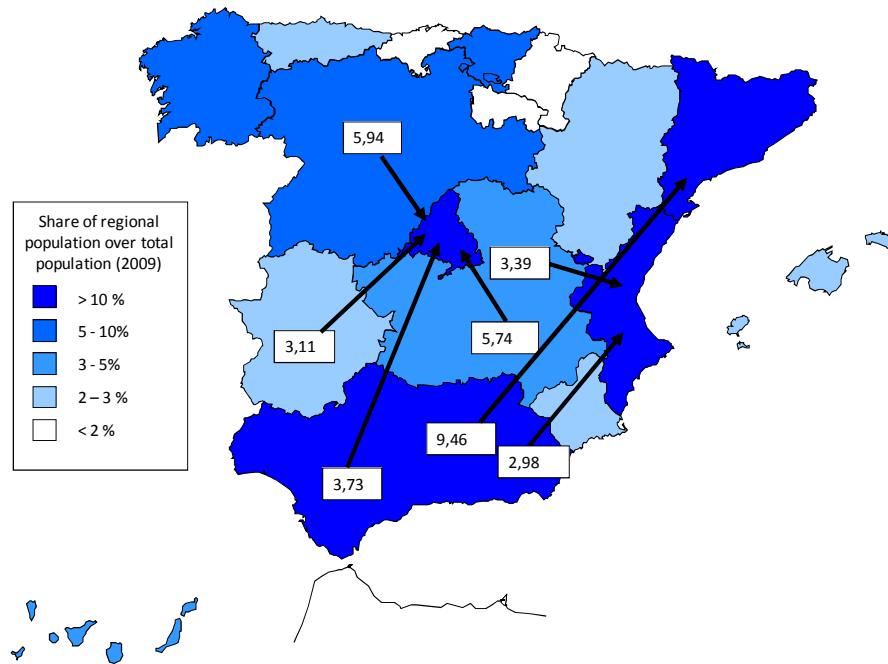 5,94
Share of regional
population over total
population (2009)
> 10 %
5 - 10%
3 - 5%
2 – 3 %
< 2 %
3,39
3,11
5,74
9,46
2,98
3,73